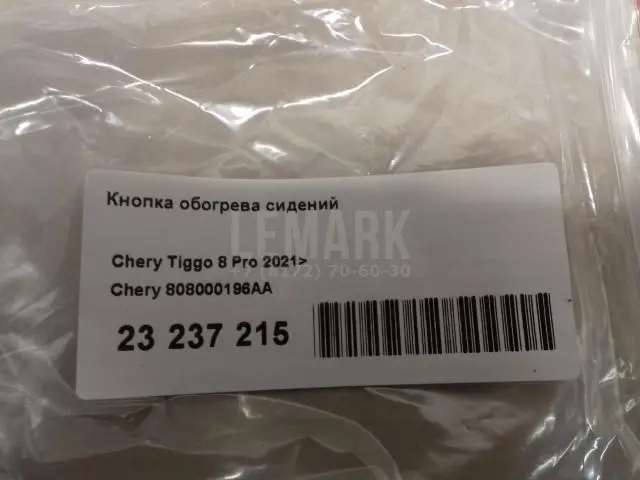 Кнопка обогрева сидений
LEMARK
Chery Tiggo 8 Pro 2021>
+7 (8172) 70-60-30
Chery 808000196AA
23 237 215